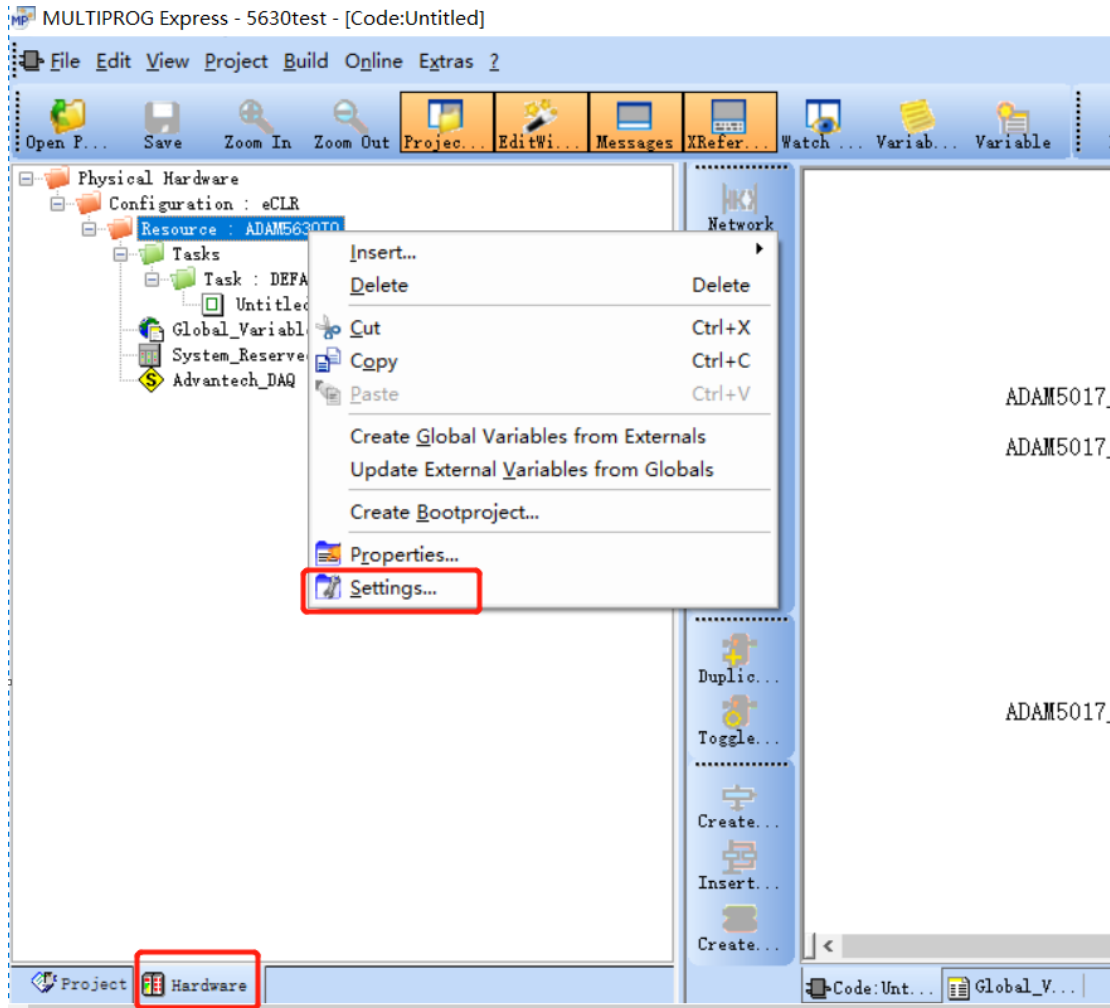 MULTIPROG Express - 5630test - [Code:Untitled]
File Edit View Project Build Online Extras ?
Open P... Save Zoom In Zoom Out Projec... EditWi... Messages XRefer... Watch ... Variab... Variable
Physical Hardware
Configuration : eCLR
Resource : ADAM5630TO
Tasks
Task : DEFA
Untitled
Global_Variabl
System_Reserve
Advantech_DAQ
Network
Insert...
Delete Delete
Cut Ctrl+X
Copy Ctrl+C
Paste Ctrl+V
Create Global Variables from Externals
Update External Variables from Globals
Create Bootproject...
Properties...
Settings...
ADAM5017_
ADAM5017_
ADAM5017_
Duplic...
Toggle...
Create...
Insert...
Create...
Project Hardware
Code:Unt... Global_V...